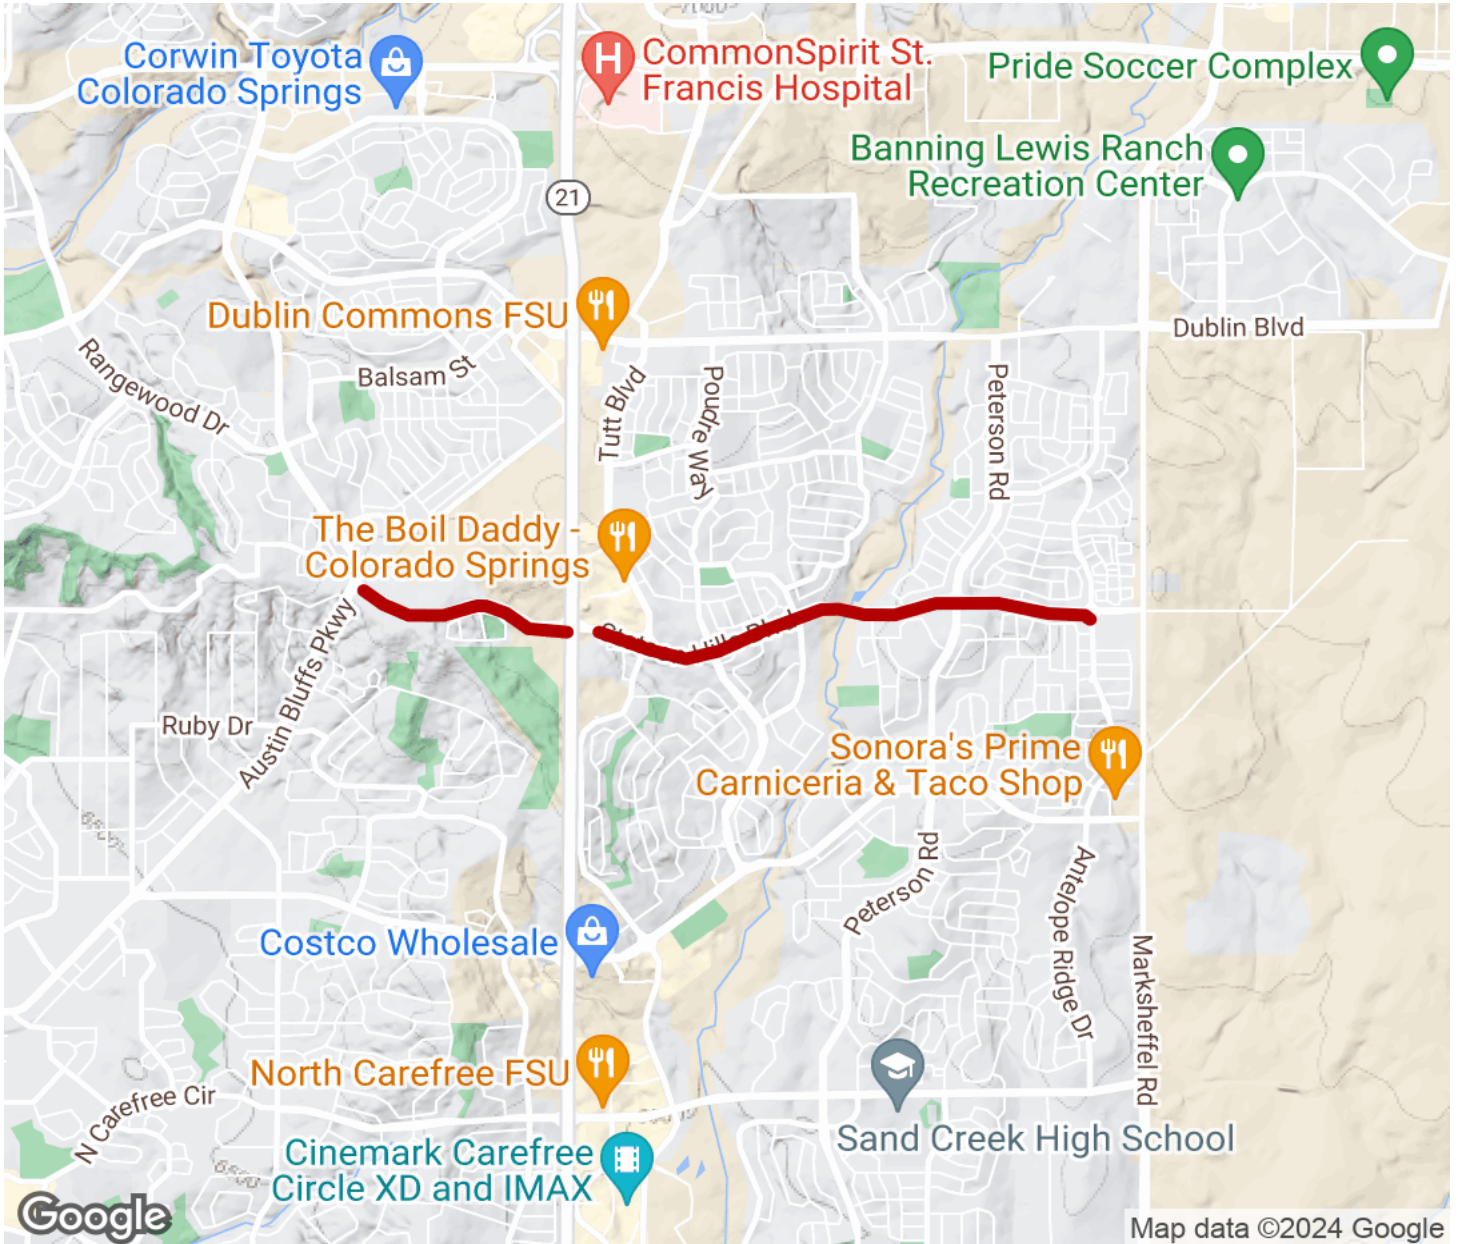 Corwin Toyota
Colorado Springs
CommonSpirit St.
Francis Hospital
Pride Soccer Complex
Banning Lewis Ranch
Recreation Center
21
Dublin Commons FSU
Dublin Blvd
Rangewood Dr
Balsam St
Tutt Blvd
Poudre Way
Peterson Rd
The Boil Daddy -
Colorado Springs
Austin Bluffs Pkwy
Ruby Dr
Sonora's Prime
Carniceria & Taco Shop
Peterson Rd
Antelope Ridge Dr
Marksheffel Rd
Costco Wholesale
North Carefree FSU
N Carefree Cir
Sand Creek High School
Cinemark Carefree
Circle XD and IMAX
Google
Map data ©2024 Google